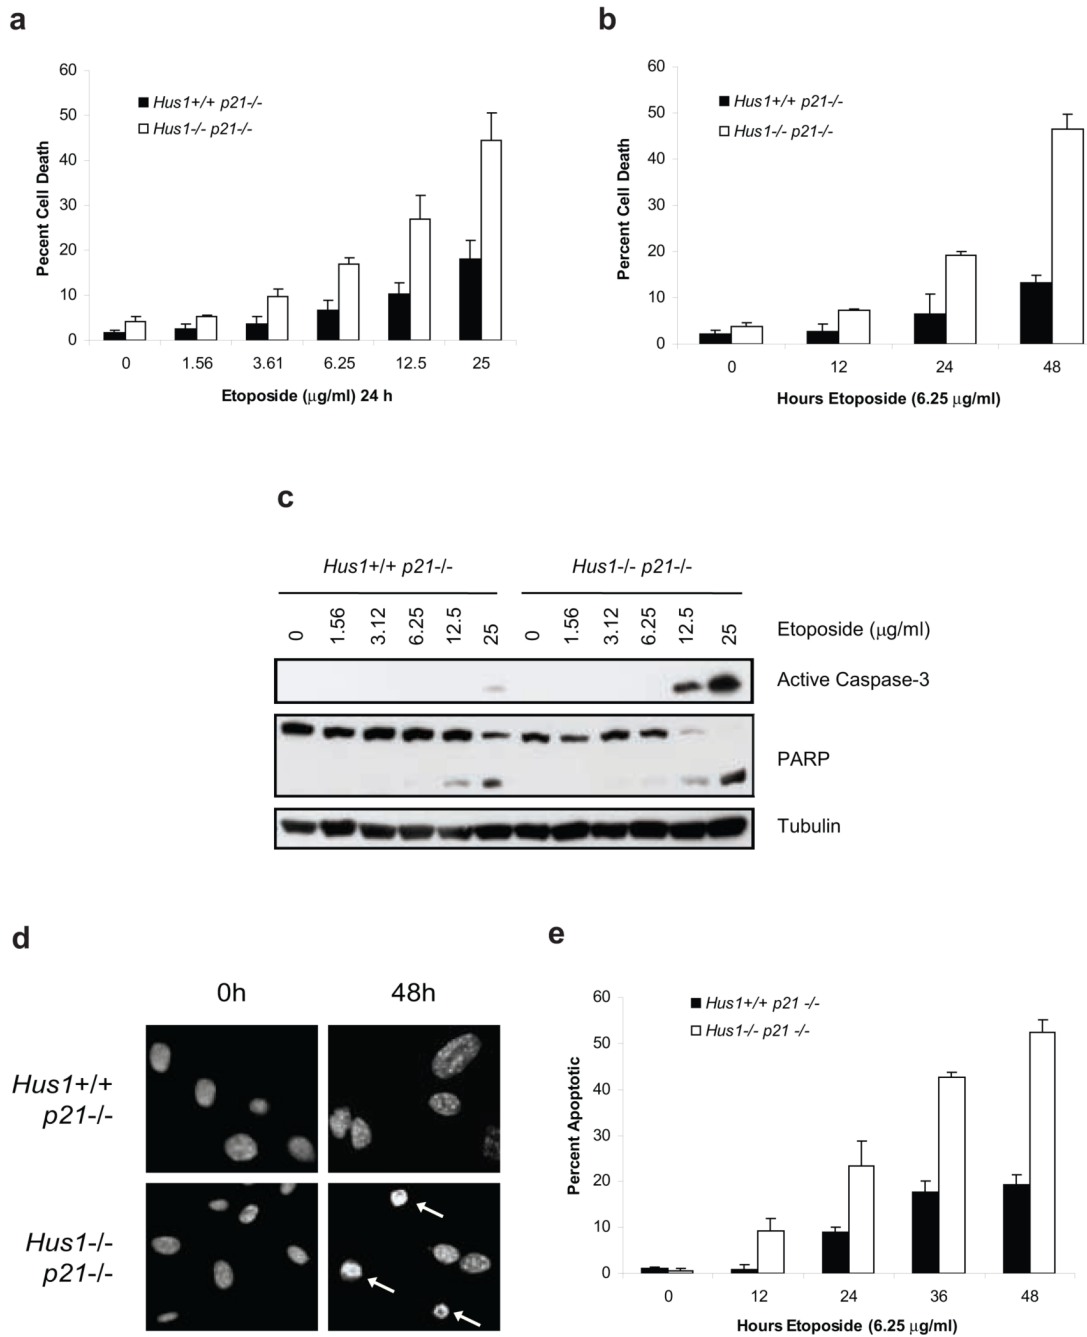 a
60
50
40
30
20
10
0
Pecent Cell Death
Hus1+/+ p21-/-
Hus1-/- p21-/-
0 1.56 3.61 6.25 12.5 25
Etoposide (μg/ml) 24 h
b
60
50
40
30
20
10
0
Percent Cell Death
Hus1+/+ p21-/-
Hus1-/- p21-/-
0 12 24 48
Hours Etoposide (6.25 μg/ml)
c
Hus1+/+ p21-/- Hus1-/- p21-/-
0 1.56 3.12 6.25 12.5 25 0 1.56 3.12 6.25 12.5 25 Etoposide (μg/ml)
Active Caspase-3
PARP
Tubulin
d
0h 48h
Hus1+/+
p21-/-
Hus1-/-
p21-/-
e
60
50
40
30
20
10
0
Percent Apoptotic
Hus1+/+ p21 -/-
Hus1-/- p21 -/-
0 12 24 36 48
Hours Etoposide (6.25 μg/ml)